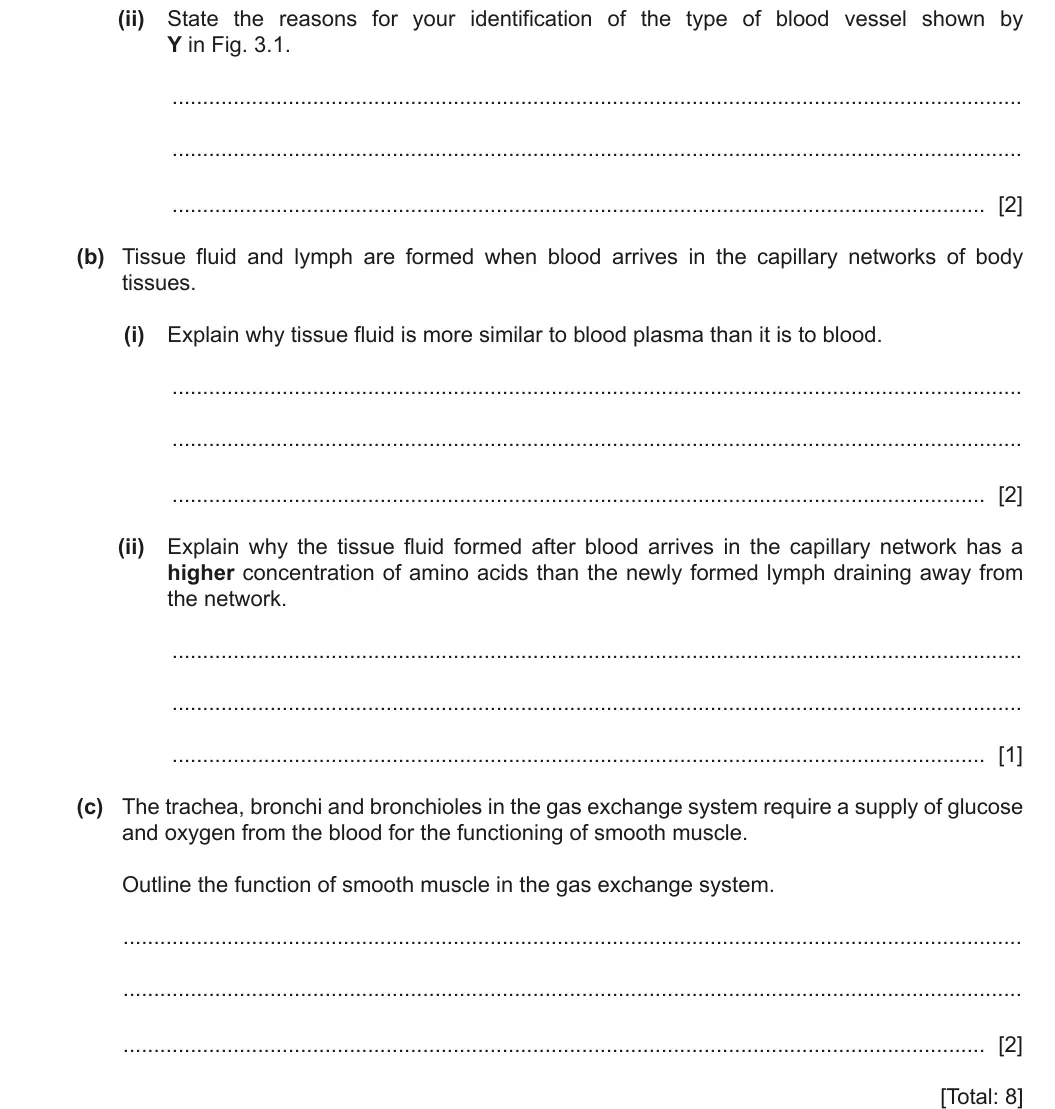 (ii) State the reasons for your identification of the type of blood vessel shown by
Y in Fig. 3.1.
....................................................................................................
....................................................................................................
.................................................................................................... [2]
(b) Tissue fluid and lymph are formed when blood arrives in the capillary networks of body
tissues.
(i) Explain why tissue fluid is more similar to blood plasma than it is to blood.
....................................................................................................
....................................................................................................
.................................................................................................... [2]
(ii) Explain why the tissue fluid formed after blood arrives in the capillary network has a
higher concentration of amino acids than the newly formed lymph draining away from
the network.
....................................................................................................
....................................................................................................
.................................................................................................... [1]
(c) The trachea, bronchi and bronchioles in the gas exchange system require a supply of glucose
and oxygen from the blood for the functioning of smooth muscle.
Outline the function of smooth muscle in the gas exchange system.
....................................................................................................
....................................................................................................
.................................................................................................... [2]
[Total: 8]